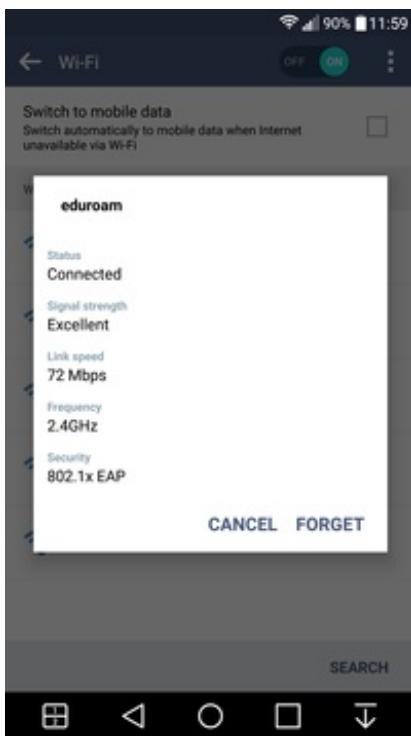 90% 11:59
Wi-Fi OFF ON
Switch to mobile data
Switch automatically to mobile data when Internet
unavailable via Wi-Fi
W
eduroam
Status
Connected
Signal strength
Excellent
Link speed
72 Mbps
Frequency
2.4GHz
Security
802.1x EAP
CANCEL FORGET
SEARCH